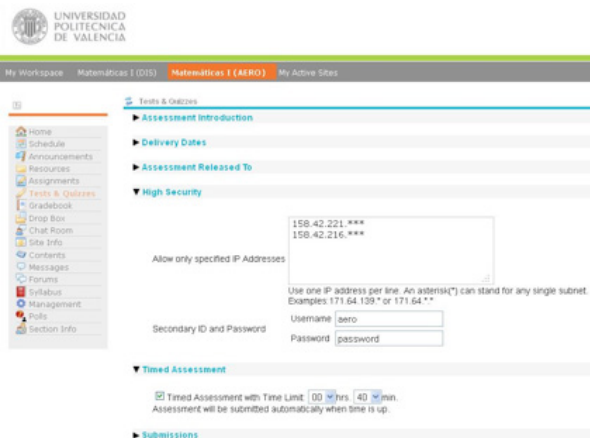 UNIVERSIDAD
POLITECNICA
DE VALENCIA
My Workspace Matemáticas I (DIS) Matemáticas I (AERO) My Active Sites
Tests & Quizzes
Home
Schedule
Announcements
Resources
Assignments
Tests & Quizzes
Gradebook
Drop Box
Chat Room
Site Info
Contents
Messages
Forums
Syllabus
Management
Polls
Section Info
Assessment Introduction
Delivery Dates
Assessment Released To
High Security
Allow only specified IP Addresses
158.42.221.***
158.42.216.***
Use one IP address per line. An asterisk(*) can stand for any single subnet.
Examples:171.64.139.* or 171.64.*.*
Secondary ID and Password
Username aero
Password password
Timed Assessment
Timed Assessment with Time Limit. 00 hrs. 40 min.
Assessment will be submitted automatically when time is up.
Submissions